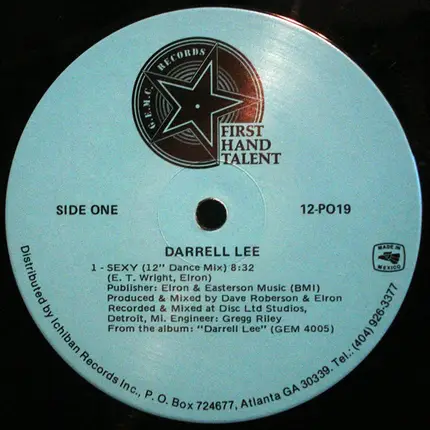 G.E.M.C. RECORDS
FIRST
HAND
TALENT
SIDE ONE
12-PO19
MADE IN
MEXICO
DARRELL LEE
1 - SEXY (12” Dance Mix) 8:32
(E. T. Wright, Elron)
Publisher: Elron & Easterson Music (BMI)
Produced & Mixed by Dave Roberson & Elron
Recorded & Mixed at Disc Ltd Studios,
Detroit, Mi. Engineer: Gregg Riley
From the album: “Darrell Lee” (GEM 4005)
Distributed by Ichiban Records Inc., P. O. Box 724677, Atlanta GA 30339. Tel.: (404) 926-3377